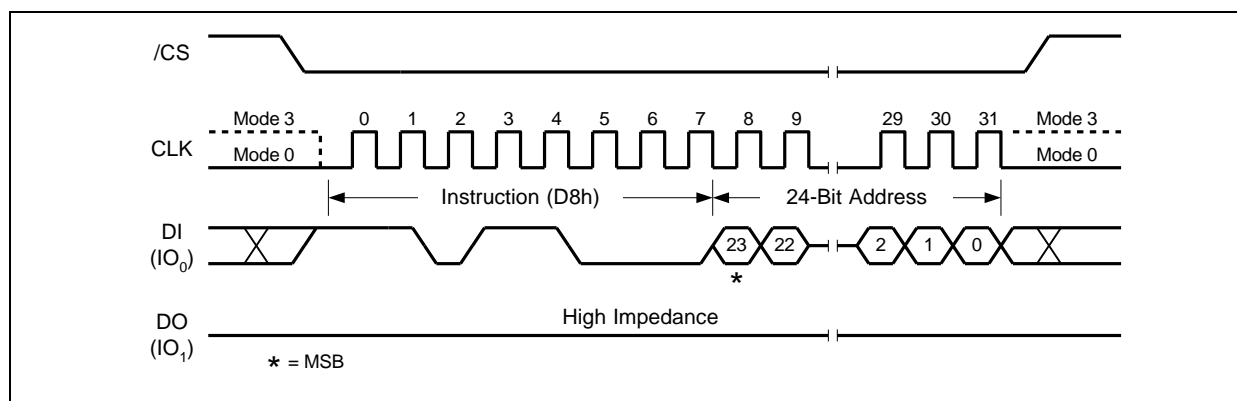 /CS
Mode 3 0 1 2 3 4 5 6 7 8 9 29 30 31 Mode 3
CLK Mode 0 Mode 0
Instruction (D8h) 24-Bit Address
DI
(IO0) 23 22 2 1 0
*
High Impedance
DO
(IO1)
* = MSB